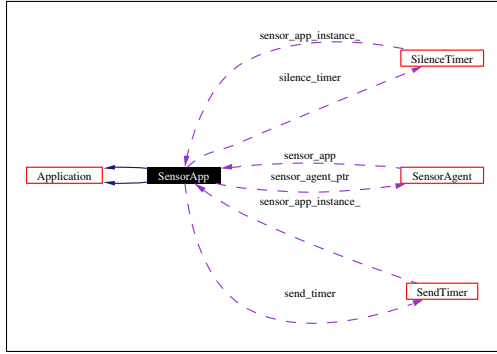 sensor_app_instance_
SilenceTimer
silence_timer
sensor_app
Application
SensorApp
sensor_agent_ptr
SensorAgent
sensor_app_instance_
send_timer
SendTimer